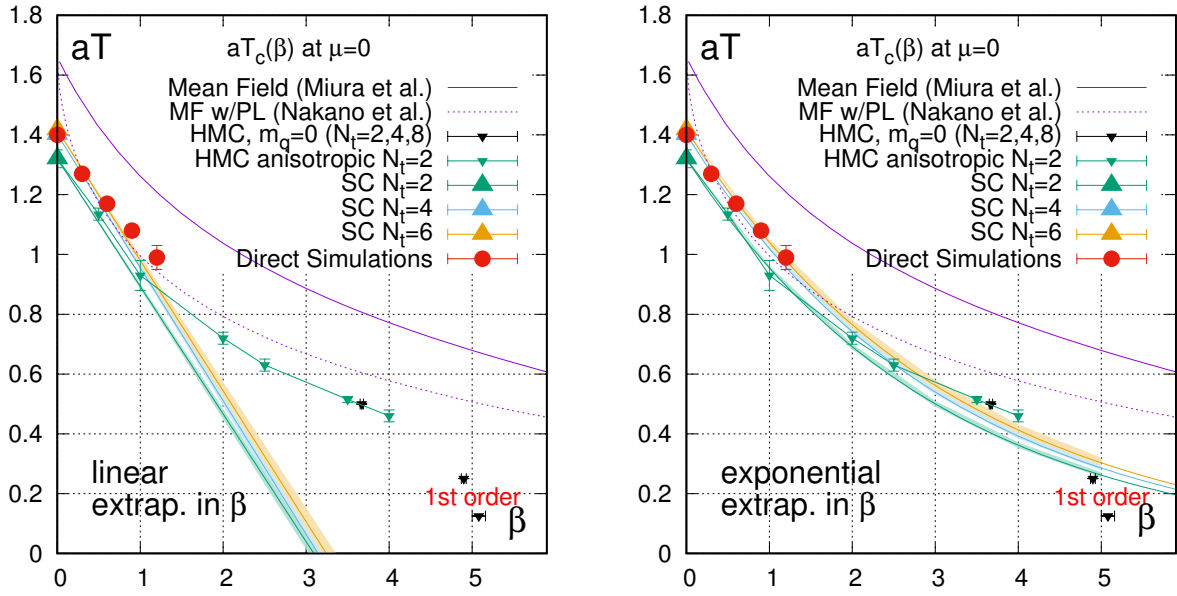 1.8
1.6
1.4
1.2
1
0.8
0.6
0.4
0.2
0
0 1 2 3 4 5
aT
aT_c(β) at μ=0
Mean Field (Miura et al.)
MF w/PL (Nakano et al.)
HMC, m_q=0 (N_t=2,4,8)
HMC anisotropic N_t=2
SC N_t=2
SC N_t=4
SC N_t=6
Direct Simulations
linear
extrap. in β
1st order
β
1.8
1.6
1.4
1.2
1
0.8
0.6
0.4
0.2
0
0 1 2 3 4 5
aT
aT_c(β) at μ=0
Mean Field (Miura et al.)
MF w/PL (Nakano et al.)
HMC, m_q=0 (N_t=2,4,8)
HMC anisotropic N_t=2
SC N_t=2
SC N_t=4
SC N_t=6
Direct Simulations
exponential
extrap. in β
1st order
β